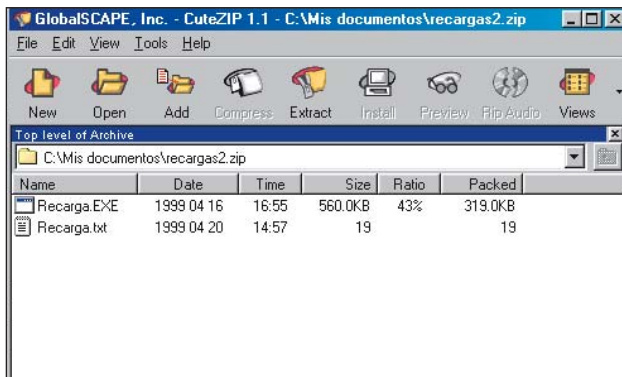 GlobalSCAPE, Inc. - CuteZIP 1.1 - C:\Mis documentos\recargas2.zip
File Edit View Tools Help
New Open Add Compress Extract Install Preview Flip Audio Views
Top level of Archive
C:\Mis documentos\recargas2.zip
Name Date Time Size Ratio Packed
Recarga.EXE 1999 04 16 16:55 560.0KB 43% 319.0KB
Recarga.txt 1999 04 20 14:57 19 19